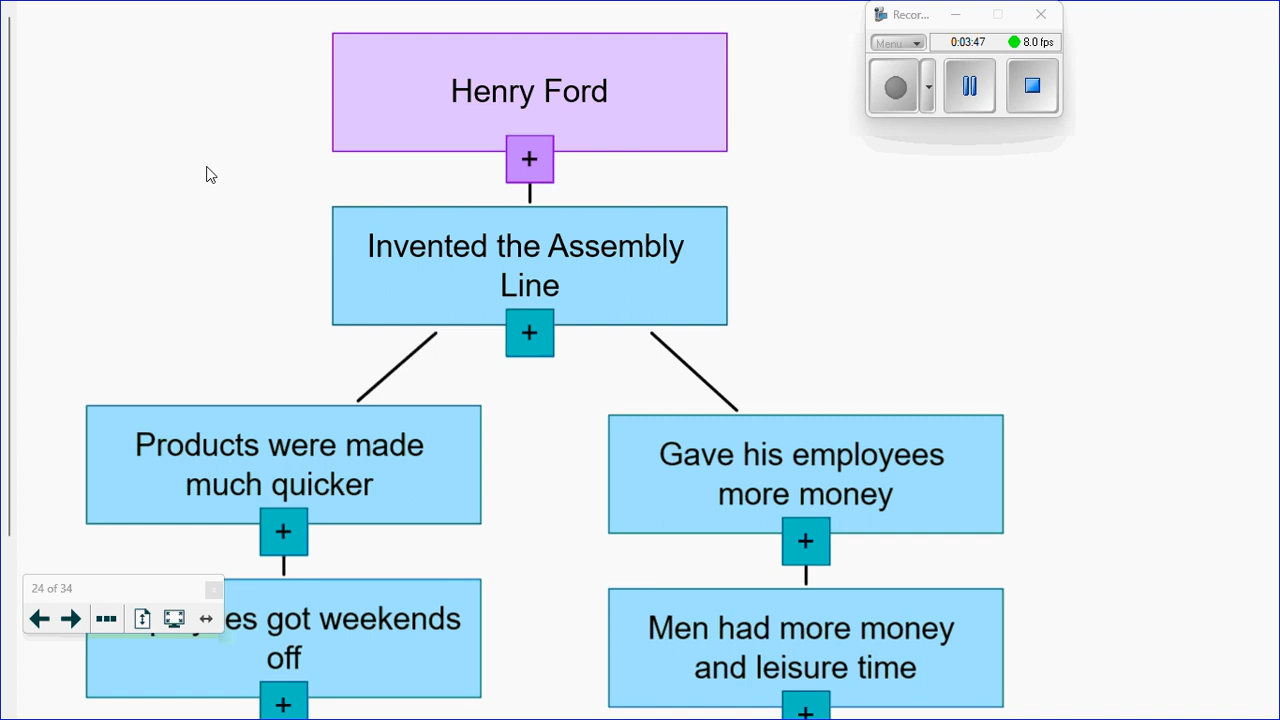 Henry Ford
Recor...
Menu
0:03:47
8.0 fps
+
Invented the Assembly
Line
+
Products were made
much quicker
+
Gave his employees
more money
+
24 of 34
es got weekends
off
+
Men had more money
and leisure time
+